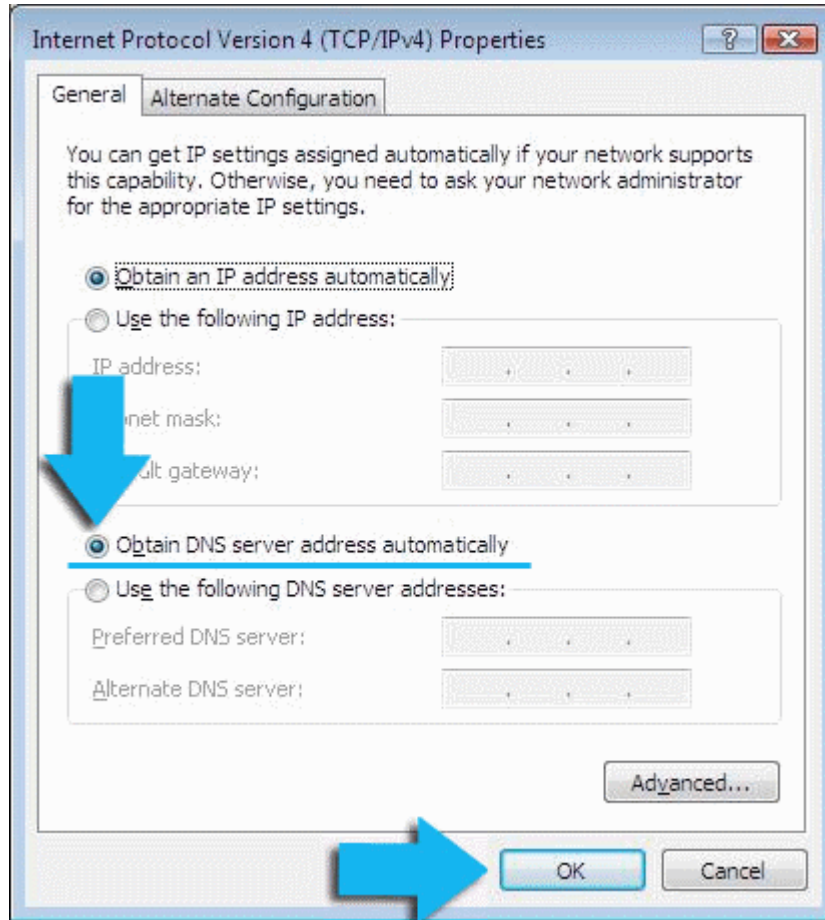 Internet Protocol Version 4 (TCP/IPv4) Properties
General
Alternate Configuration
You can get IP settings assigned automatically if your network supports
this capability. Otherwise, you need to ask your network administrator
for the appropriate IP settings.
Obtain an IP address automatically
Use the following IP address:
IP address:
mask:
gateway:
Obtain DNS server address automatically
Use the following DNS server addresses:
Preferred DNS server:
Alternate DNS server:
Advanced...
OK
Cancel